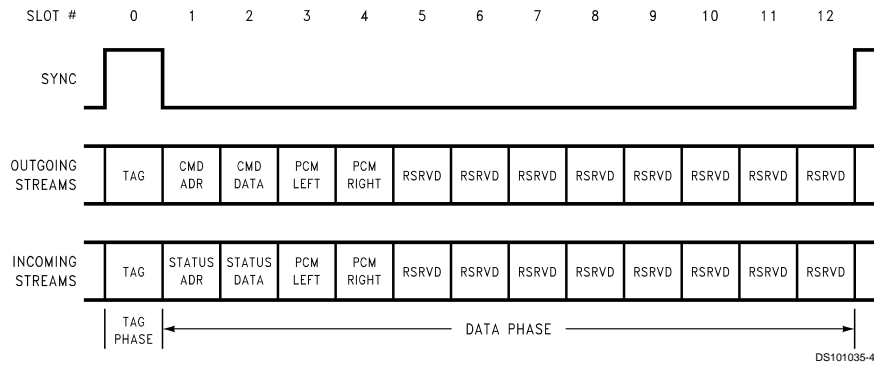 SLOT # 0 1 2 3 4 5 6 7 8 9 10 11 12
SYNC
OUTGOING STREAMS TAG CMD ADR CMD DATA PCM LEFT PCM RIGHT RSRVD RSRVD RSRVD RSRVD RSRVD RSRVD RSRVD RSRVD
INCOMING STREAMS TAG STATUS ADR STATUS DATA PCM LEFT PCM RIGHT RSRVD RSRVD RSRVD RSRVD RSRVD RSRVD RSRVD RSRVD
TAG PHASE DATA PHASE
DS101035-4